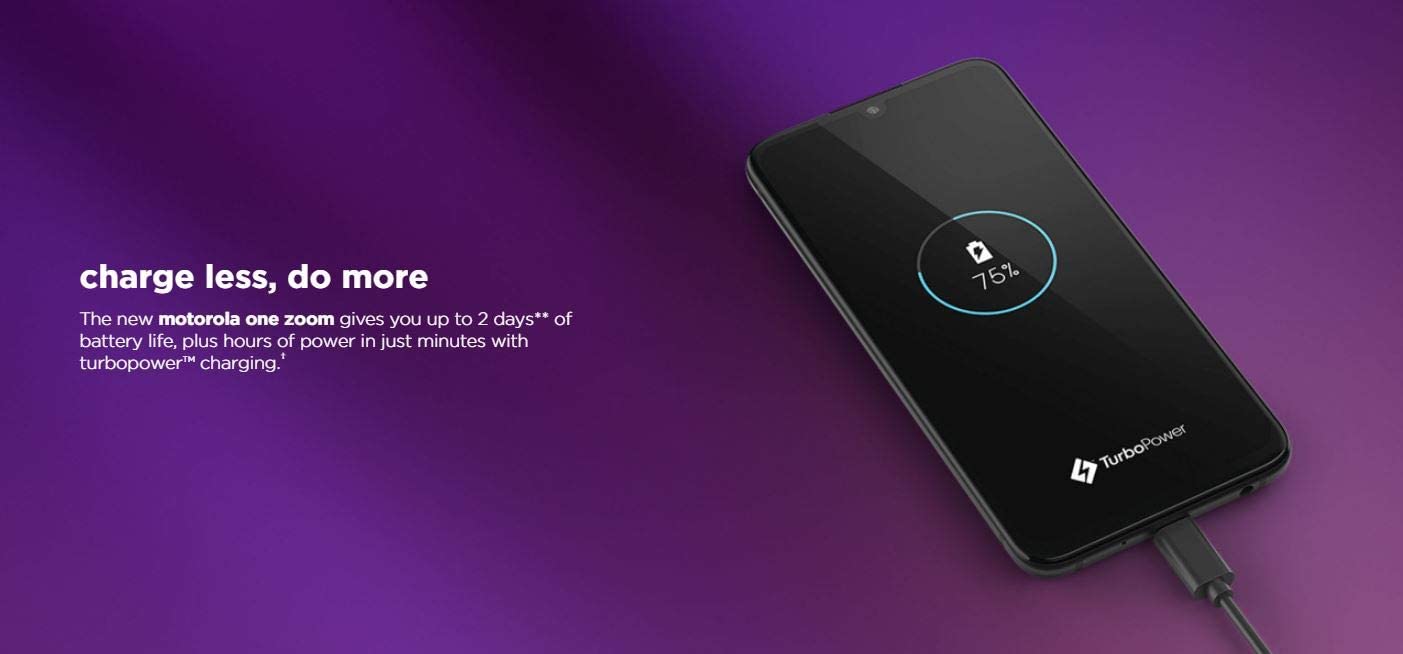 charge less, do more
The new motorola one zoom gives you up to 2 days** of
battery life, plus hours of power in just minutes with
turbopower™ charging.†
75%
TurboPower